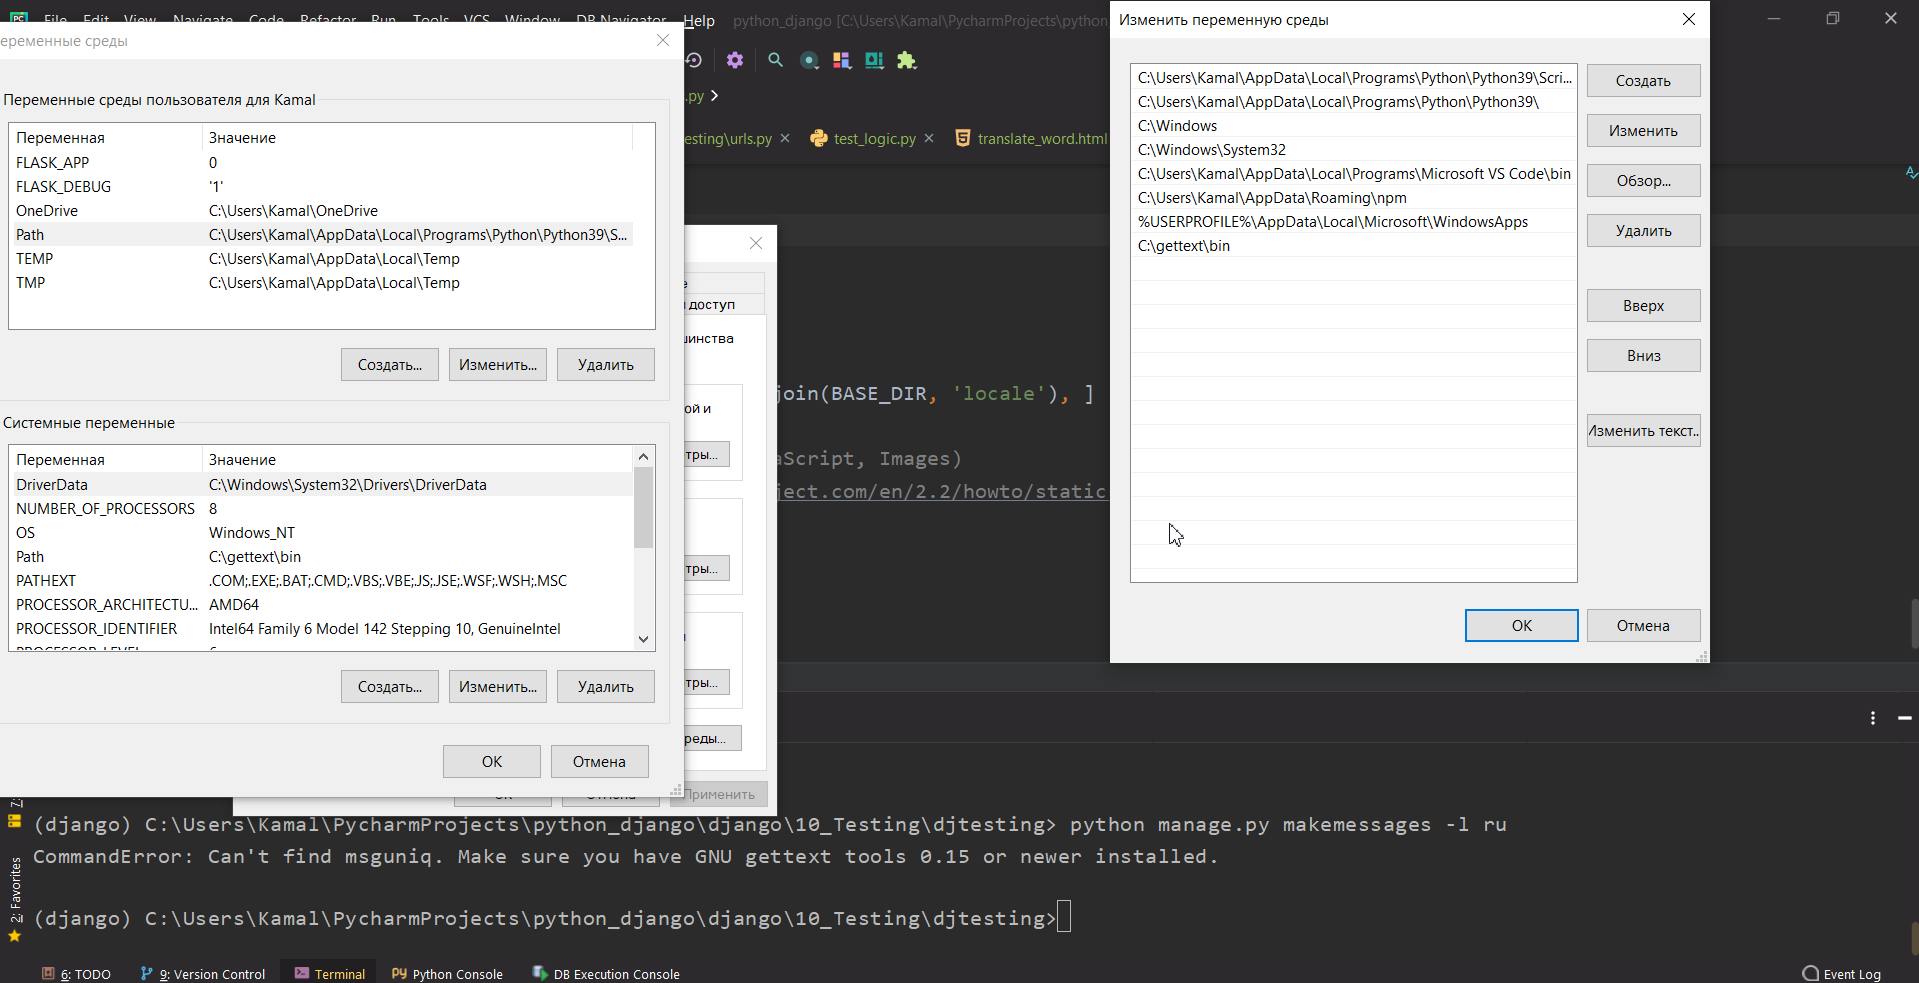 PC File Edit View Navigate Code Refactor Run Tools VCS Window DB Navigator Help python_django [C:\Users\Kamal\PycharmProjects\python
еременные среды
Переменные среды пользователя для Kamal
Переменная Значение
FLASK_APP 0
FLASK_DEBUG '1'
OneDrive C:\Users\Kamal\OneDrive
Path C:\Users\Kamal\AppData\Local\Programs\Python\Python39\S...
TEMP C:\Users\Kamal\AppData\Local\Temp
TMP C:\Users\Kamal\AppData\Local\Temp
Создать... Изменить... Удалить
Системные переменные
Переменная Значение
DriverData C:\Windows\System32\Drivers\DriverData
NUMBER_OF_PROCESSORS 8
OS Windows_NT
Path C:\gettext\bin
PATHEXT .COM;.EXE;.BAT;.CMD;.VBS;.VBE;.JS;.JSE;.WSF;.WSH;.MSC
PROCESSOR_ARCHITECTU... AMD64
PROCESSOR_IDENTIFIER Intel64 Family 6 Model 142 Stepping 10, GenuineIntel
Создать... Изменить... Удалить
ОК Отмена
.py
esting\urls.py test_logic.py translate_word.html
е
доступ
инства
ой и
тры...
тры...
тры...
реды...
Применить
join(BASE_DIR, 'locale'), ]
aScript, Images)
ject.com/en/2.2/howto/static
Изменить переменную среды
C:\Users\Kamal\AppData\Local\Programs\Python\Python39\Scri...
C:\Users\Kamal\AppData\Local\Programs\Python\Python39\
C:\Windows
C:\Windows\System32
C:\Users\Kamal\AppData\Local\Programs\Microsoft VS Code\bin
C:\Users\Kamal\AppData\Roaming\npm
%USERPROFILE%\AppData\Local\Microsoft\WindowsApps
C:\gettext\bin
Создать
Изменить
Обзор...
Удалить
Вверх
Вниз
Изменить текст..
ОК Отмена
(django) C:\Users\Kamal\PycharmProjects\python_django\django\10_Testing\djtesting> python manage.py makemessages -l ru
CommandError: Can't find msguniq. Make sure you have GNU gettext tools 0.15 or newer installed.
(django) C:\Users\Kamal\PycharmProjects\python_django\django\10_Testing\djtesting>
7:
2: Favorites
6: TODO 9: Version Control Terminal Python Console DB Execution Console Event Log